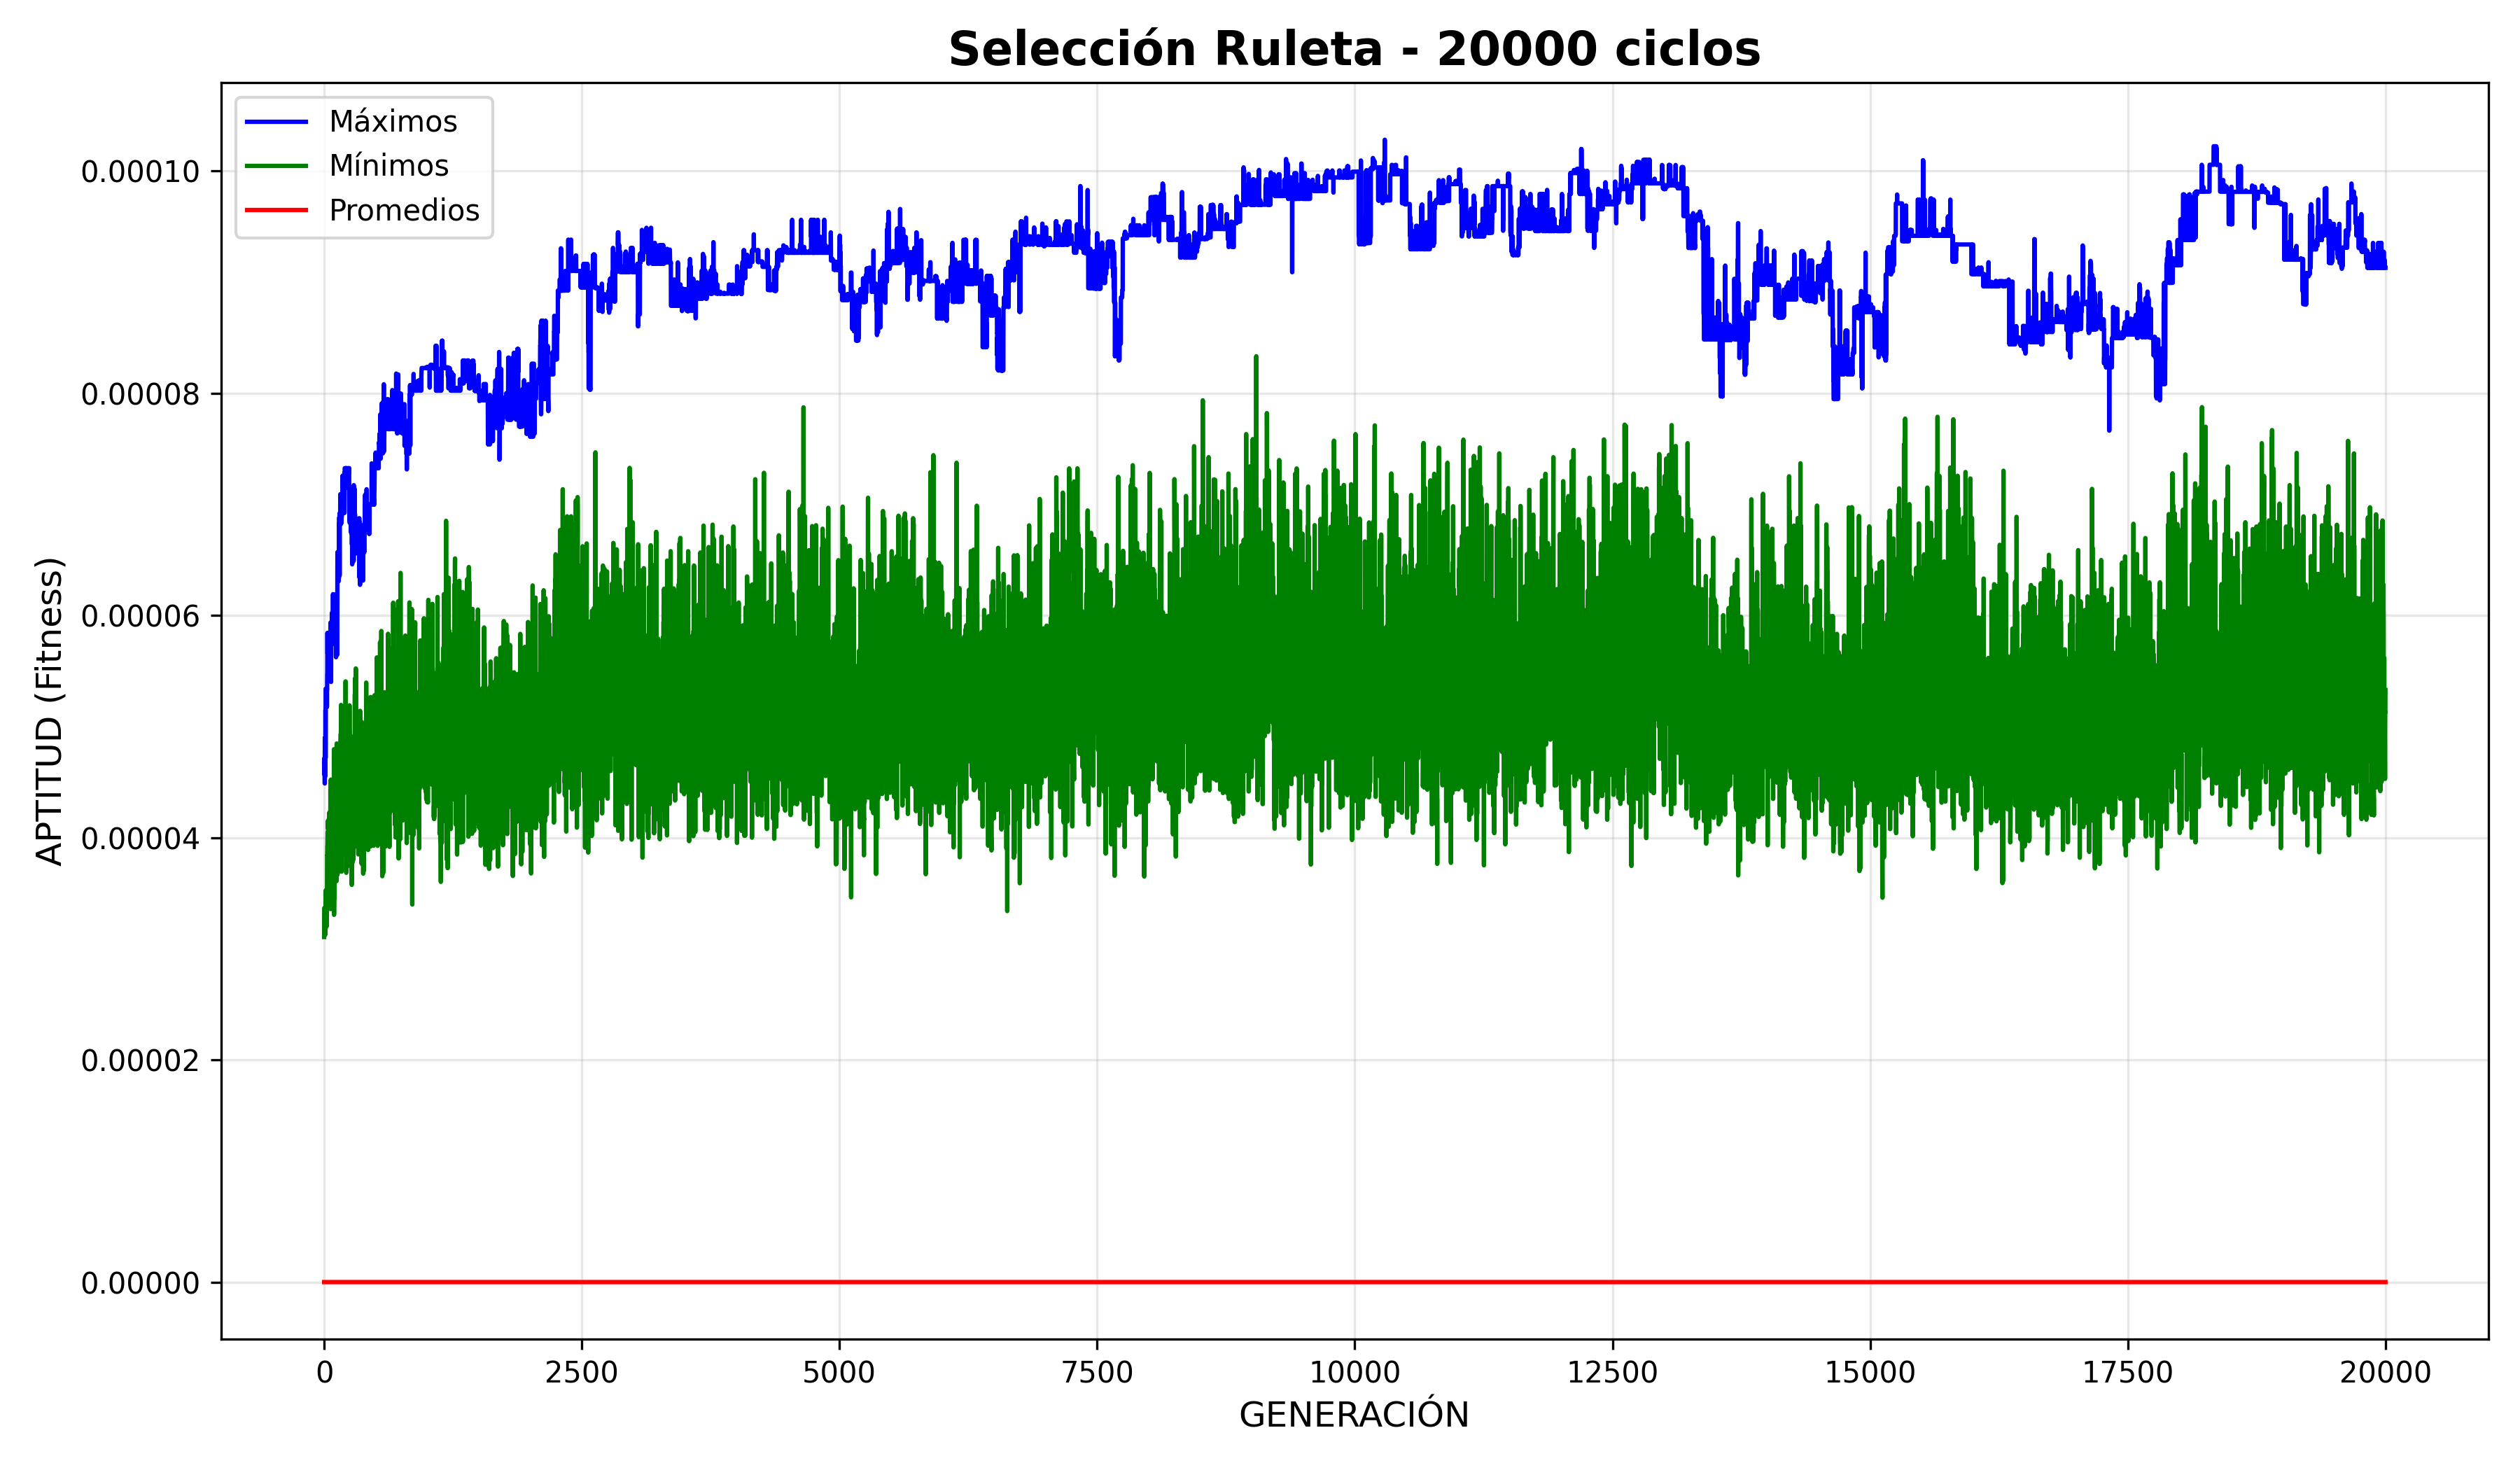 Selección Ruleta - 20000 ciclos
Máximos
Mínimos
Promedios
0.00010
0.00008
0.00006
0.00004
0.00002
0.00000
APTITUD (Fitness)
0 2500 5000 7500 10000 12500 15000 17500 20000
GENERACIÓN